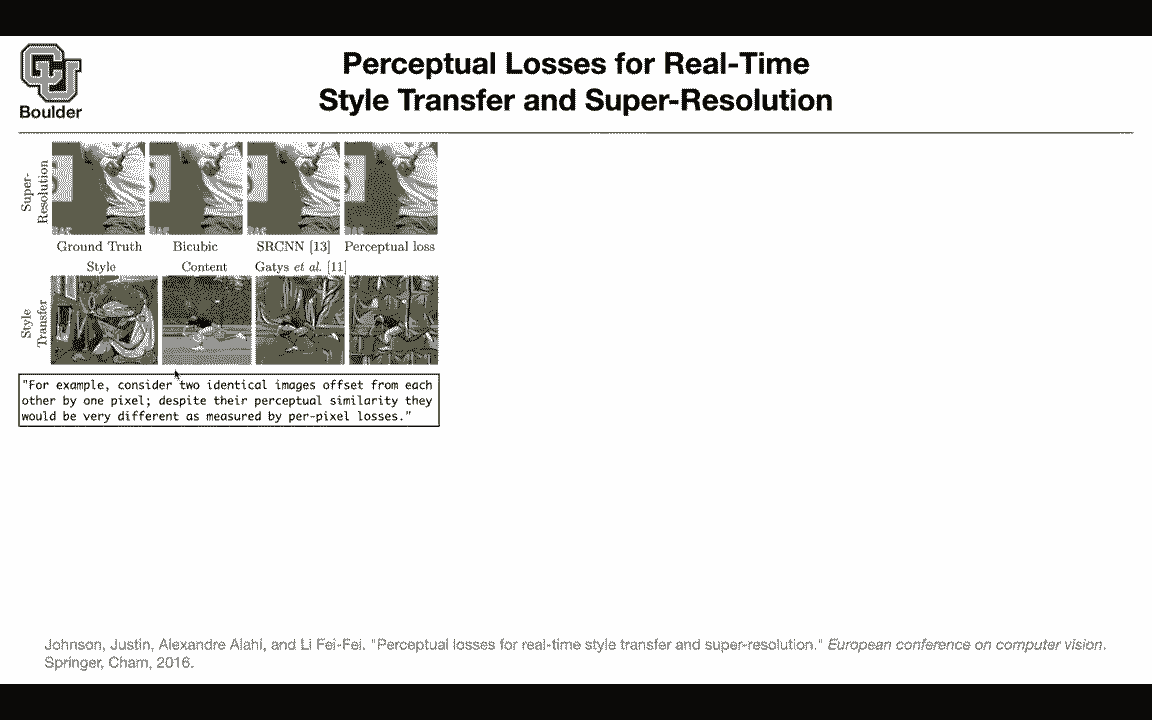 Boulder
Perceptual Losses for Real-Time
Style Transfer and Super-Resolution
Super-
Resolution
Ground Truth Bicubic SRCNN [13] Perceptual loss
Style Content Gatys et al. [11]
Style
Transfer
"For example, consider two identical images offset from each
other by one pixel; despite their perceptual similarity they
would be very different as measured by per-pixel losses."
Johnson, Justin, Alexandre Alahi, and Li Fei-Fei. "Perceptual losses for real-time style transfer and super-resolution." European conference on computer vision.
Springer, Cham, 2016.